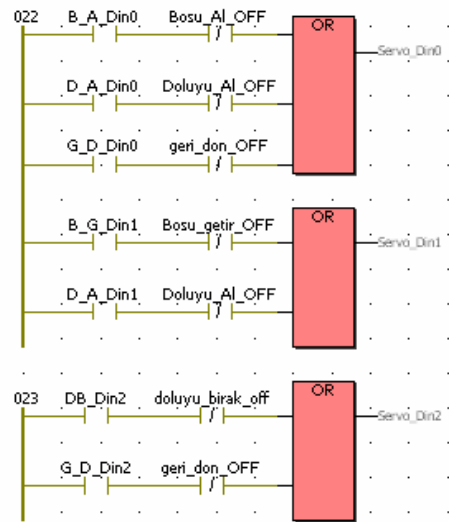 022 B_A_Din0 Bosu_Al_OFF OR
Servo_Din0
D_A_Din0 Doluyu_Al_OFF
G_D_Din0 geri_don_OFF
OR
B_G_Din1 Bosu_getir_OFF
Servo_Din1
D_A_Din1 Doluyu_Al_OFF
OR
023 DB_Din2 doluyu_birak_off
Servo_Din2
G_D_Din2 geri_don_OFF